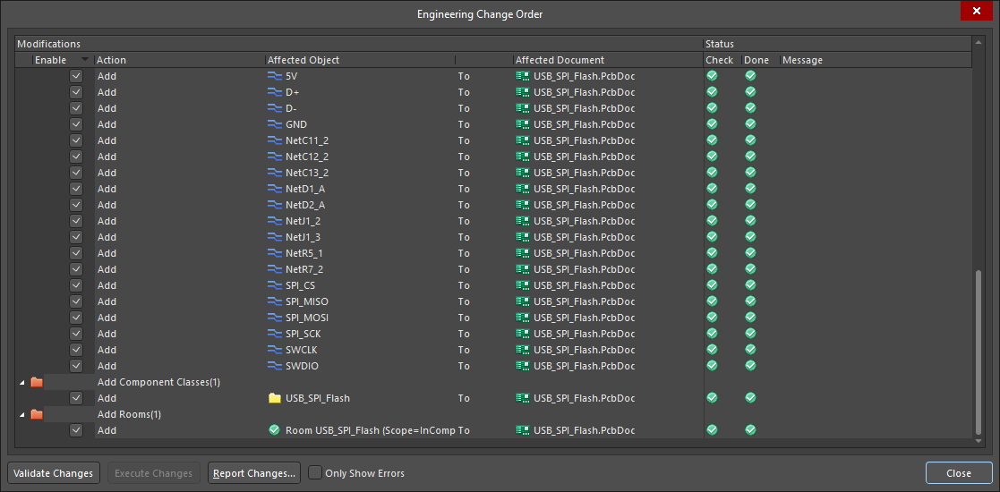 Engineering Change Order
Modifications Status
Enable Action Affected Object Affected Document Check Done Message
Add 5V To USB_SPI_Flash.PcbDoc
Add D+ To USB_SPI_Flash.PcbDoc
Add D- To USB_SPI_Flash.PcbDoc
Add GND To USB_SPI_Flash.PcbDoc
Add NetC11_2 To USB_SPI_Flash.PcbDoc
Add NetC12_2 To USB_SPI_Flash.PcbDoc
Add NetC13_2 To USB_SPI_Flash.PcbDoc
Add NetD1_A To USB_SPI_Flash.PcbDoc
Add NetD2_A To USB_SPI_Flash.PcbDoc
Add NetJ1_2 To USB_SPI_Flash.PcbDoc
Add NetJ1_3 To USB_SPI_Flash.PcbDoc
Add NetR5_1 To USB_SPI_Flash.PcbDoc
Add NetR7_2 To USB_SPI_Flash.PcbDoc
Add SPI_CS To USB_SPI_Flash.PcbDoc
Add SPI_MISO To USB_SPI_Flash.PcbDoc
Add SPI_MOSI To USB_SPI_Flash.PcbDoc
Add SPI_SCK To USB_SPI_Flash.PcbDoc
Add SWCLK To USB_SPI_Flash.PcbDoc
Add SWDIO To USB_SPI_Flash.PcbDoc
Add Component Classes(1)
Add USB_SPI_Flash To USB_SPI_Flash.PcbDoc
Add Rooms(1)
Add Room USB_SPI_Flash (Scope=InComp To USB_SPI_Flash.PcbDoc
Validate Changes Execute Changes Report Changes... Only Show Errors Close